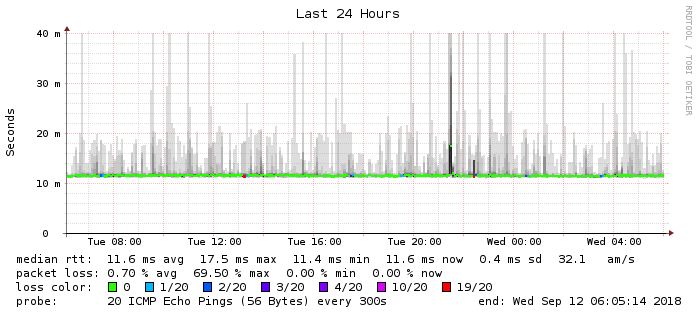 Last 24 Hours
RRDTOOL / TOBI OETIKER
Seconds
40 m
30 m
20 m
10 m
0
Tue 08:00 Tue 12:00 Tue 16:00 Tue 20:00 Wed 00:00 Wed 04:00
median rtt: 11.6 ms avg 17.5 ms max 11.4 ms min 11.6 ms now 0.4 ms sd 32.1 am/s
packet loss: 0.70 % avg 69.50 % max 0.00 % min 0.00 % now
loss color: 0 1/20 2/20 3/20 4/20 10/20 19/20
probe: 20 ICMP Echo Pings (56 Bytes) every 300s end: Wed Sep 12 06:05:14 2018